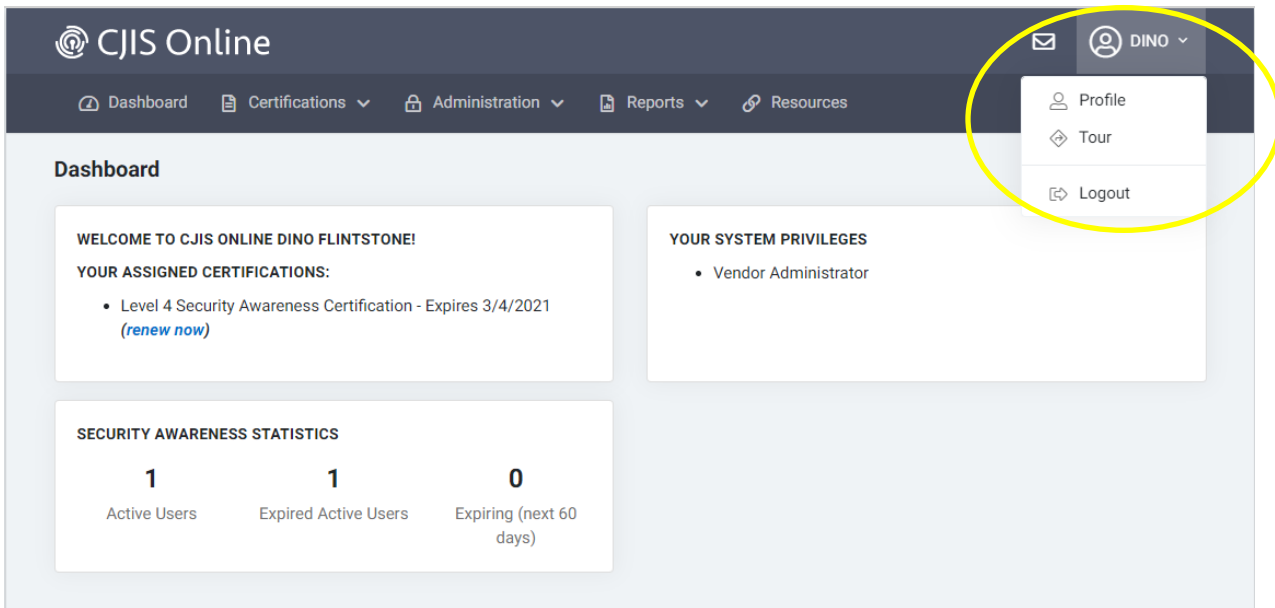 CJIS Online
DINO
Dashboard Certifications Administration Reports Resources
Profile
Tour
Logout
Dashboard
WELCOME TO CJIS ONLINE DINO FLINTSTONE!
YOUR ASSIGNED CERTIFICATIONS:
• Level 4 Security Awareness Certification - Expires 3/4/2021
(renew now)
YOUR SYSTEM PRIVILEGES
• Vendor Administrator
SECURITY AWARENESS STATISTICS
1
Active Users
1
Expired Active Users
0
Expiring (next 60
days)